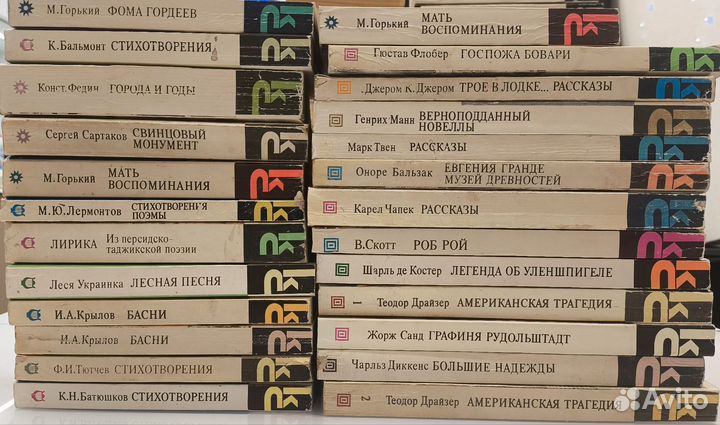 М.Горький ФОМА ГОРДЕЕВ
К.Бальмонт СТИХОТВОРЕНИЯ
Конст.Федин ГОРОДА И ГОДЫ
Сергей Сартаков СВИНЦОВЫЙ
МОНУМЕНТ
М.Горький МАТЬ
ВОСПОМИНАНИЯ
М.Ю.Лермонтов СТИХОТВОРЕНИЯ
ПОЭМЫ
ЛИРИКА Из персидско-
таджикской поэзии
Леся Украинка ЛЕСНАЯ ПЕСНЯ
И.А.Крылов БАСНИ
И.А.Крылов БАСНИ
Ф.И.Тютчев СТИХОТВОРЕНИЯ
К.Н.Батюшков СТИХОТВОРЕНИЯ
М.Горький МАТЬ
ВОСПОМИНАНИЯ
Гюстав Флобер ГОСПОЖА БОВАРИ
Джером К.Джером ТРОЕ В ЛОДКЕ... РАССКАЗЫ
Генрих Манн ВЕРНОПОДДАННЫЙ
НОВЕЛЛЫ
Марк Твен РАССКАЗЫ
Оноре Бальзак ЕВГЕНИЯ ГРАНДЕ
МУЗЕЙ ДРЕВНОСТЕЙ
Карел Чапек РАССКАЗЫ
В.Скотт РОБ РОЙ
Шарль де Костер ЛЕГЕНДА ОБ УЛЕНШПИГЕЛЕ
1 Теодор Драйзер АМЕРИКАНСКАЯ ТРАГЕДИЯ
Жорж Санд ГРАФИНЯ РУДОЛЬШТАДТ
Чарльз Диккенс БОЛЬШИЕ НАДЕЖДЫ
2 Теодор Драйзер АМЕРИКАНСКАЯ ТРАГЕДИЯ
Avito